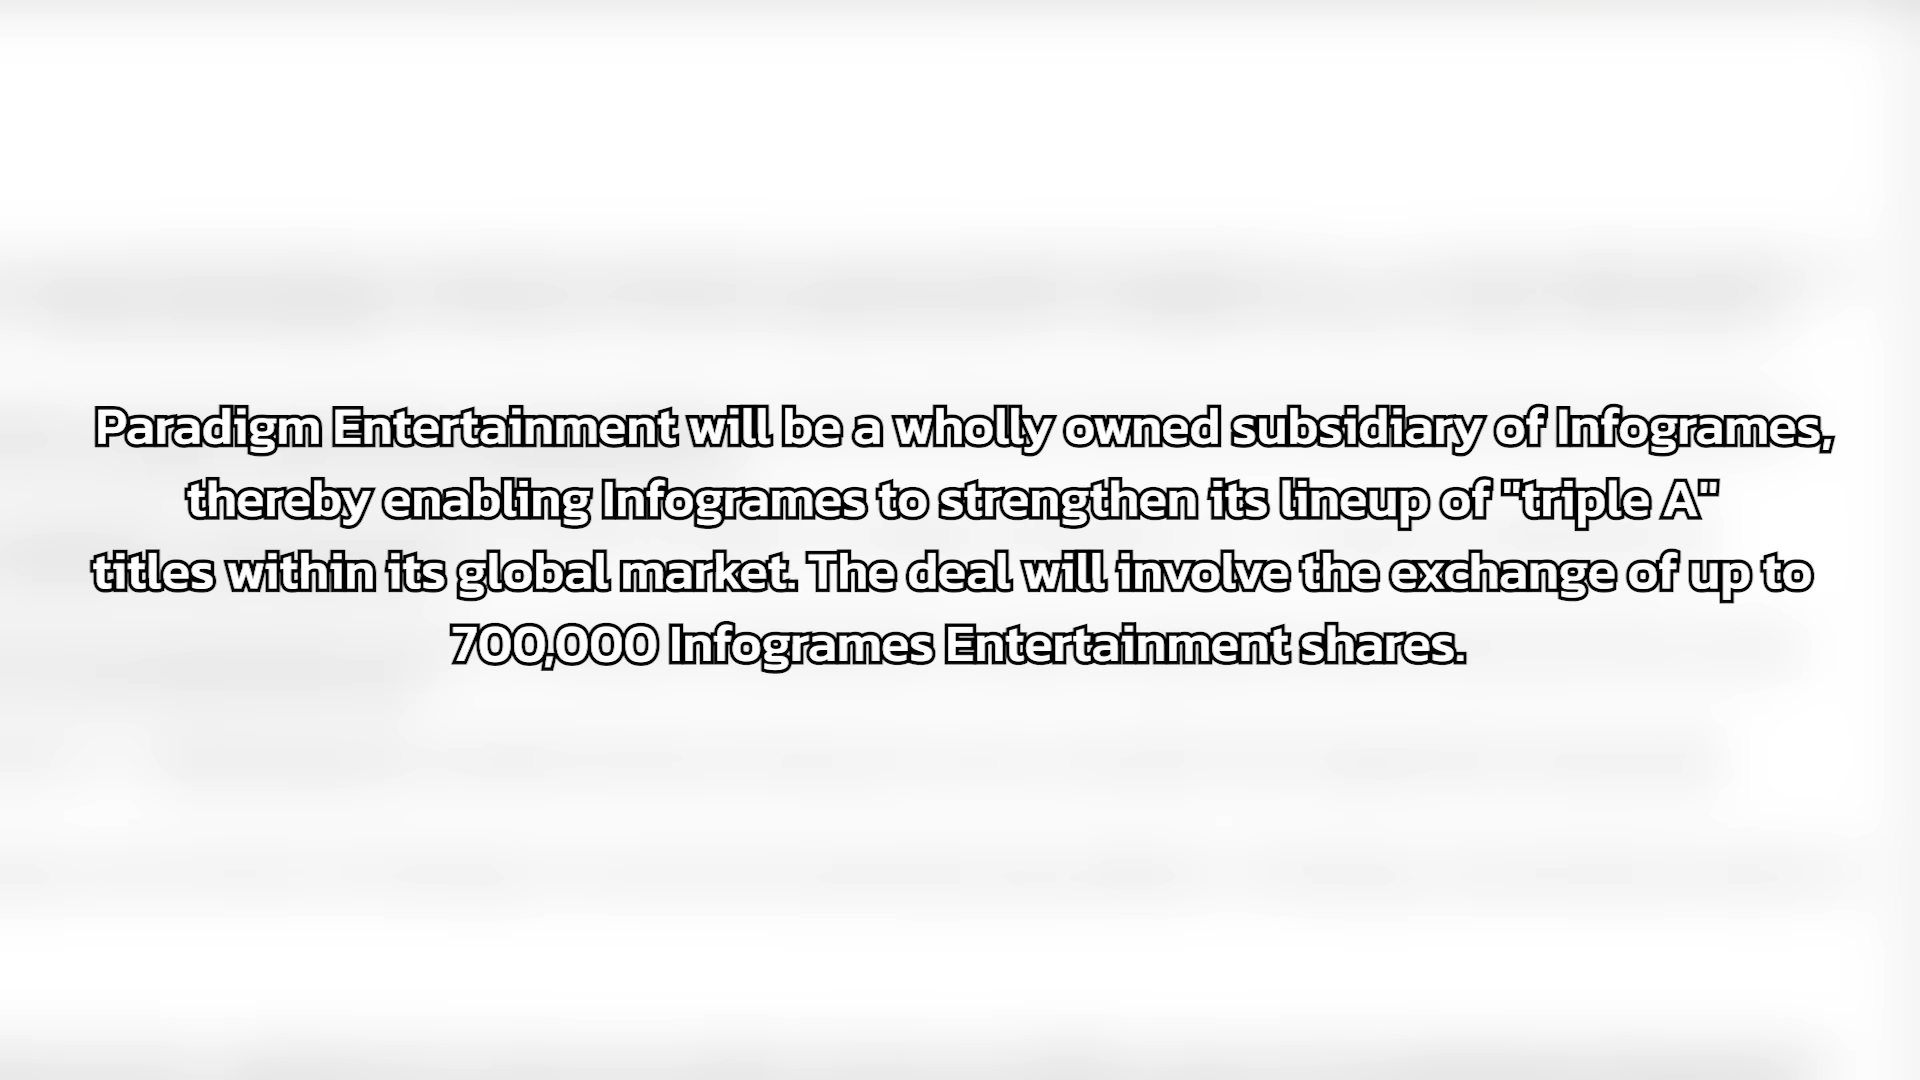 Paradigm Entertainment will be a wholly owned subsidiary of Infogrames,
thereby enabling Infogrames to strengthen its lineup of "triple A"
titles within its global market. The deal will involve the exchange of up to
700,000 Infogrames Entertainment shares.